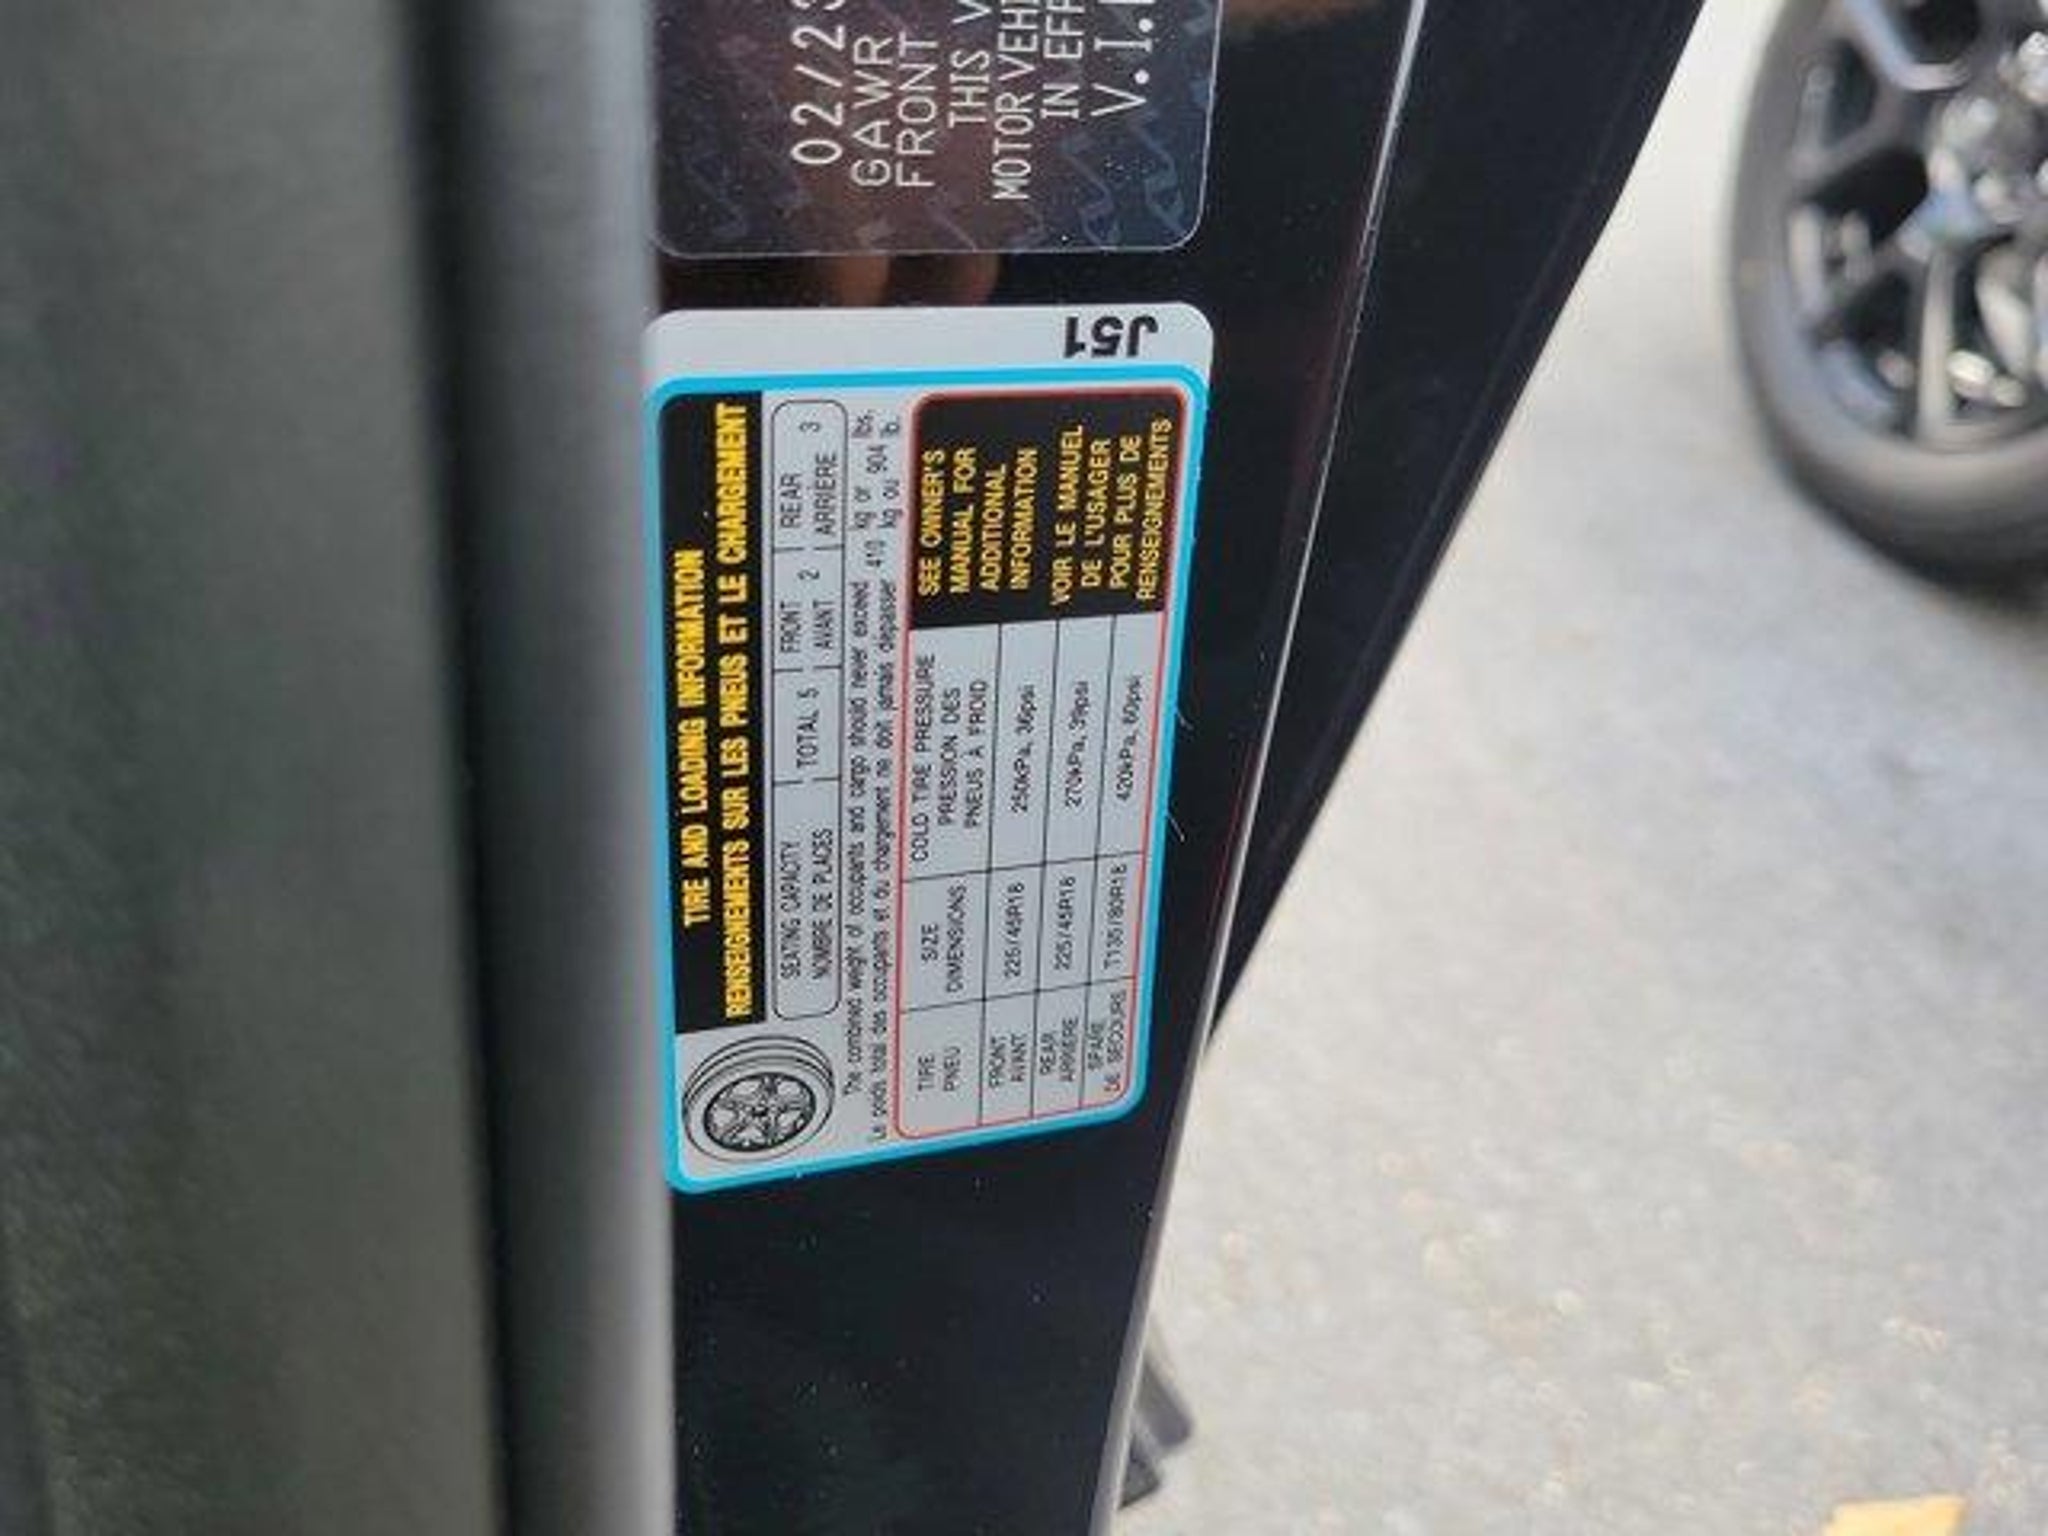 02/23
GAWR
FRONT
THIS V
MOTOR VEHI
IN EFF
V.I.
J51
TIRE AND LOADING INFORMATION
RENSEIGNEMENTS SUR LES PNEUS ET LE CHARGEMENT
SEATING CAPACITY
NOMBRE DE PLACES
TOTAL 5
FRONT
AVANT 2
REAR
ARRIERE 3
The combined weight of occupants and cargo should never exceed 410 kg or 904 lbs.
Le poids total des occupants et du chargement ne doit jamais depasser 410 kg ou 904 lb.
TIRE
PNEU
SIZE
DIMENSIONS
COLD TIRE PRESSURE
PRESSION DES
PNEUS A FROID
FRONT
AVANT
225/45R18
250kPa, 36psi
REAR
ARRIERE
225/45R18
270kPa, 39psi
SPARE
DE SECOURS
T135/80R16
420kPa, 60psi
SEE OWNER'S
MANUAL FOR
ADDITIONAL
INFORMATION
VOIR LE MANUEL
DE L'USAGER
POUR PLUS DE
RENSEIGNEMENTS